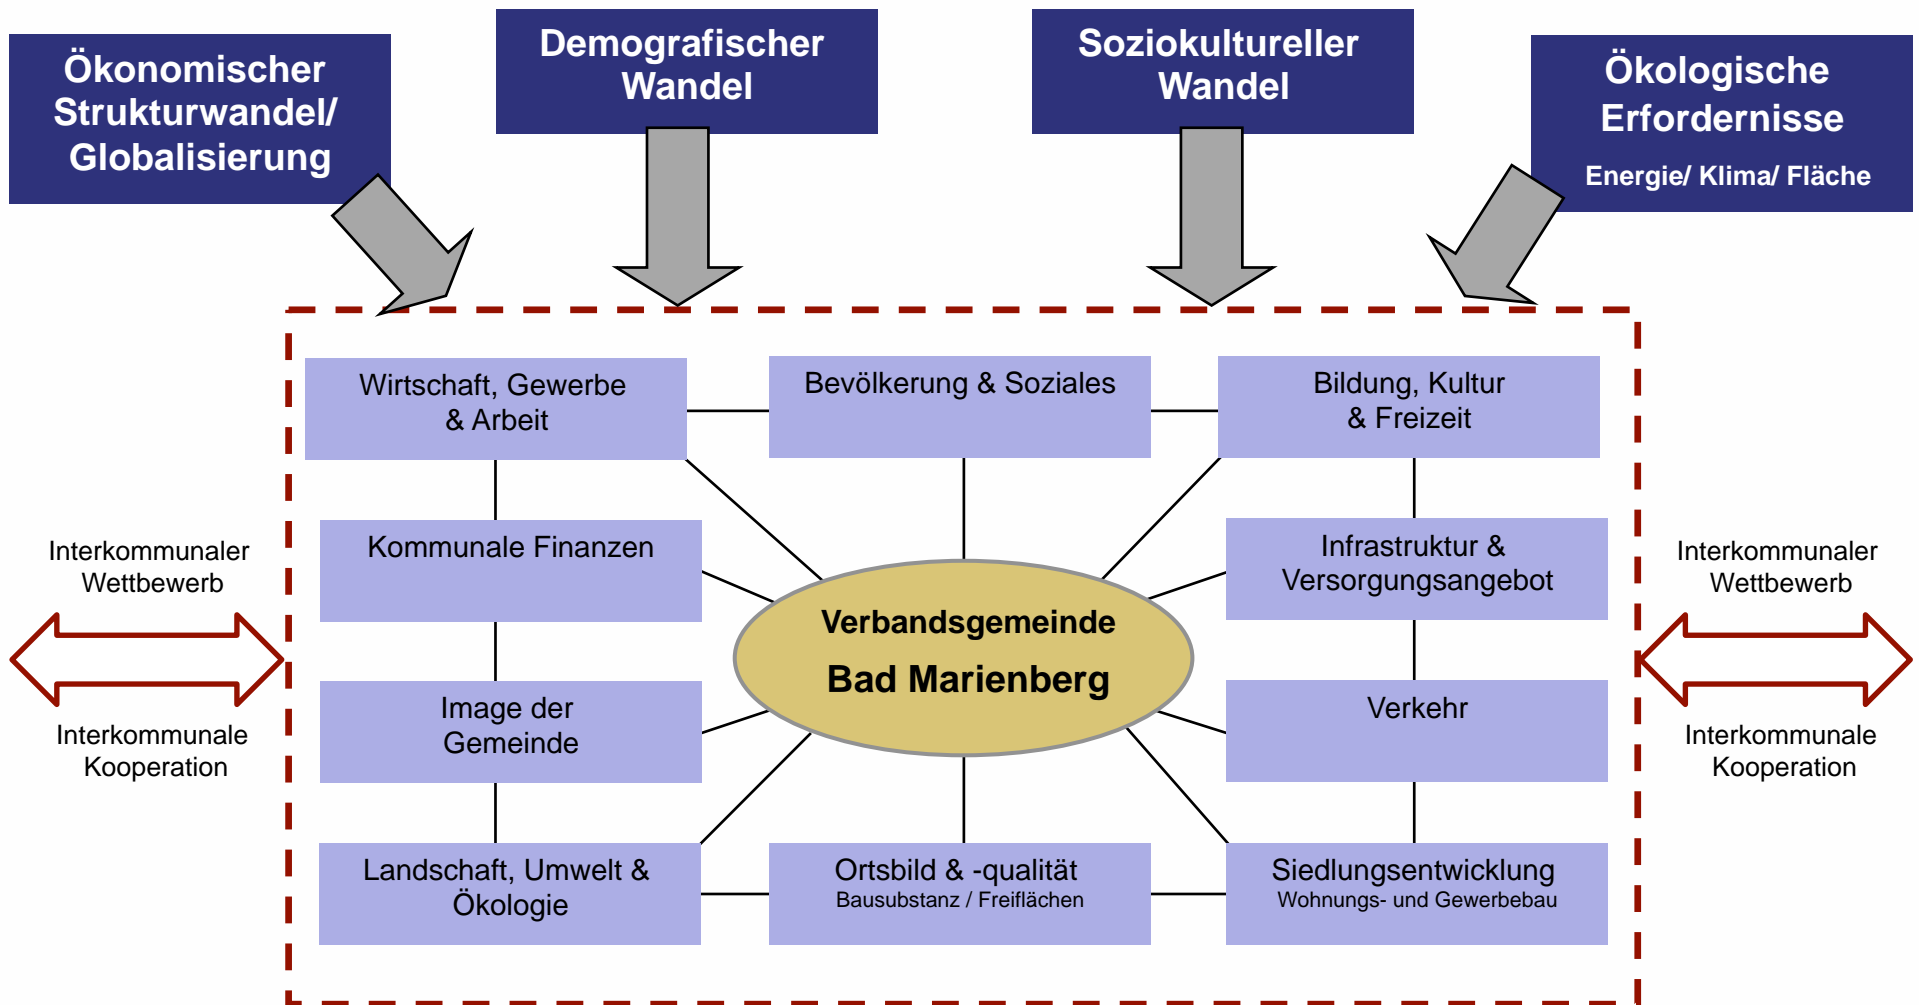 Ökonomischer
Strukturwandel/
Globalisierung
Demografischer
Wandel
Soziokultureller
Wandel
Ökologische
Erfordernisse
Energie/ Klima/ Fläche
Wirtschaft, Gewerbe
& Arbeit
Bevölkerung & Soziales
Bildung, Kultur
& Freizeit
Kommunale Finanzen
Infrastruktur &
Versorgungsangebot
Interkommunaler
Wettbewerb
Interkommunale
Kooperation
Verbandsgemeinde
Bad Marienberg
Interkommunaler
Wettbewerb
Interkommunale
Kooperation
Image der
Gemeinde
Verkehr
Landschaft, Umwelt &
Ökologie
Ortsbild & -qualität
Bausubstanz / Freiflächen
Siedlungsentwicklung
Wohnungs- und Gewerbebau